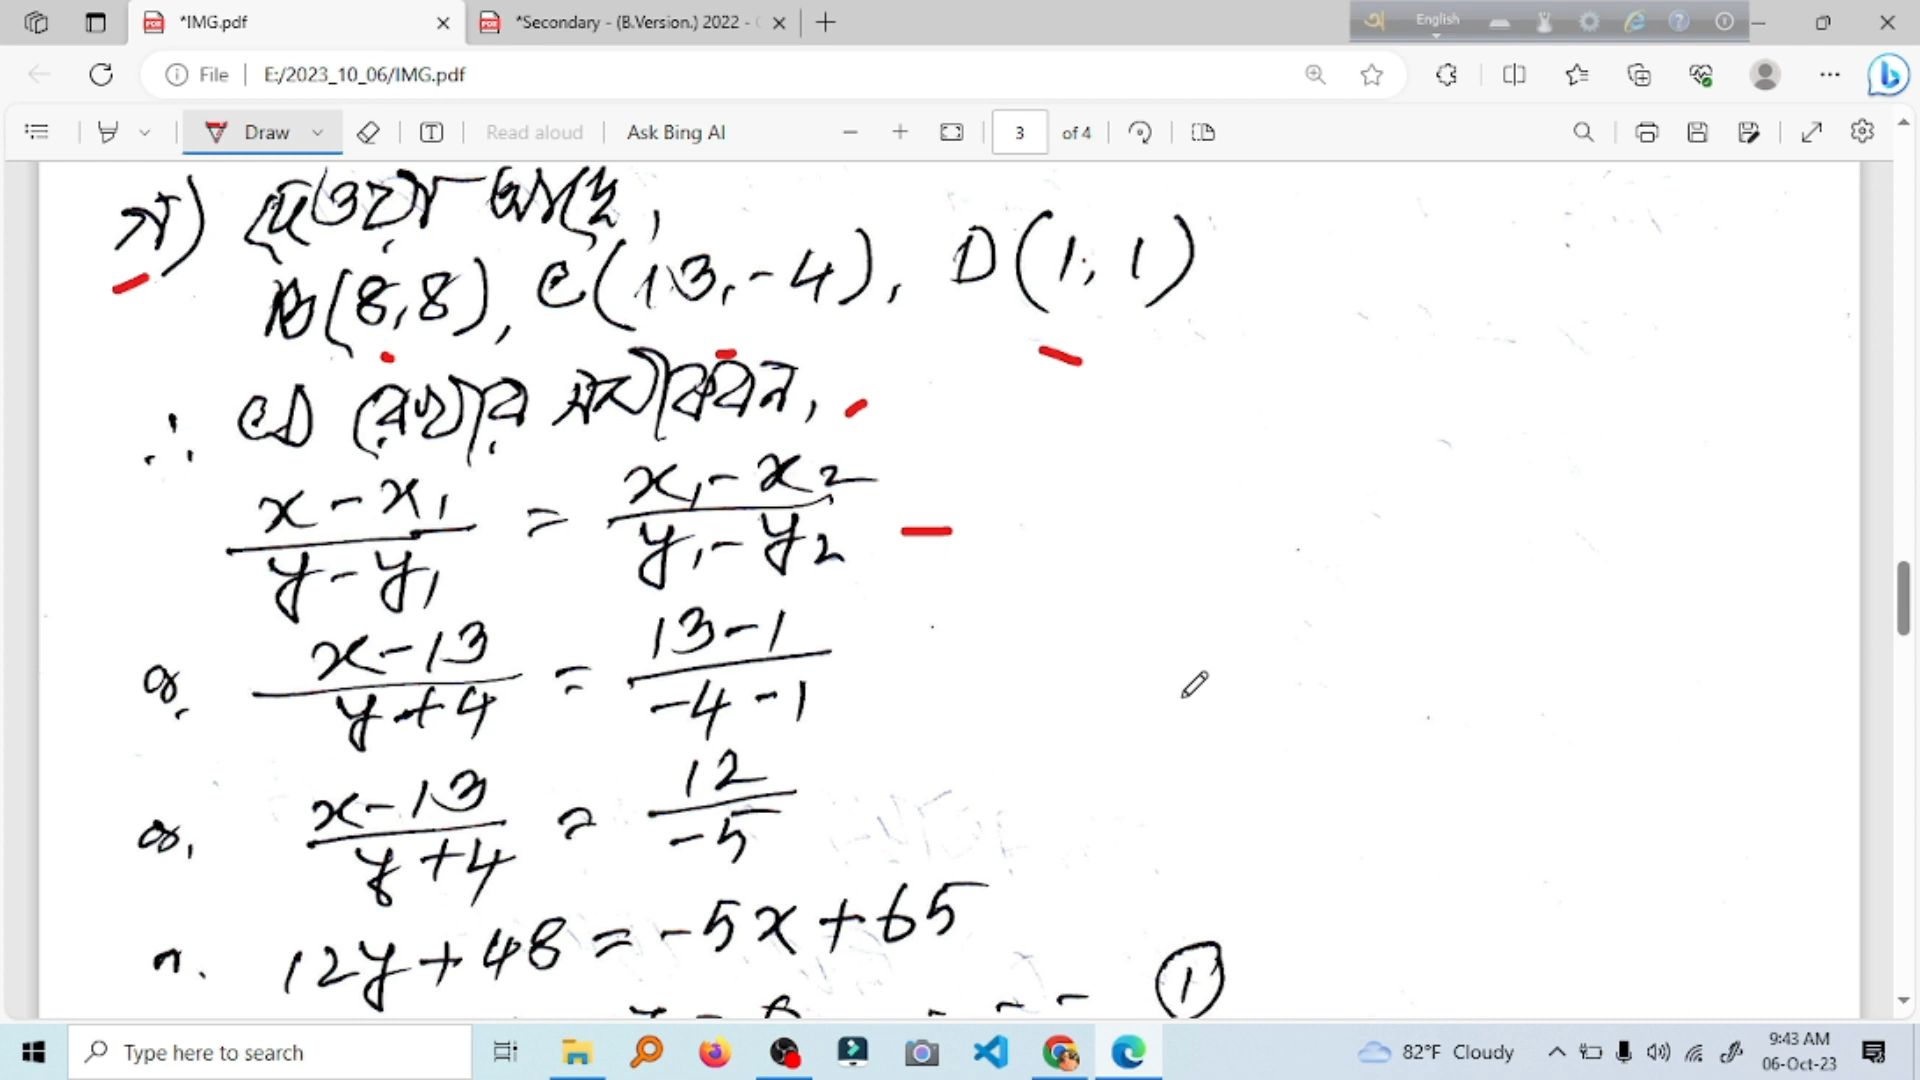 *IMG.pdf
*Secondary - (B.Version.) 2022 -
English
File
E:/2023_10_06/IMG.pdf
Draw
Read aloud
Ask Bing AI
3
of 4
গ) দেওয়া আছে,
B(8,8), C(13,-4), D(1,1)
∴ CD রেখার সমীকরণ,
x-x₁/y-y₁ = x₁-x₂/y₁-y₂
বা, x-13/y+4 = 13-1/-4-1
বা, x-13/y+4 = 12/-5
বা, 12y+48=-5x+65
①
Type here to search
82°F Cloudy
9:43 AM
06-Oct-23